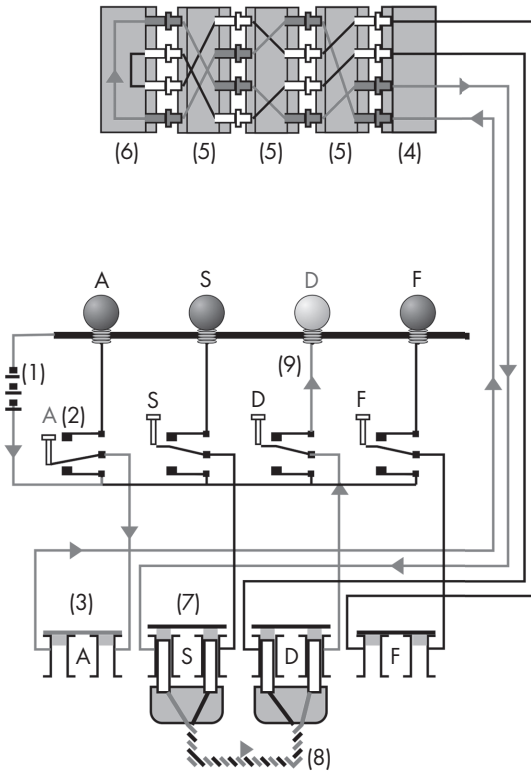 (6) (5) (5) (5) (4)
A S D F
(1)
(9)
A (2) S D F
(3) (7)
A S D F
(8)